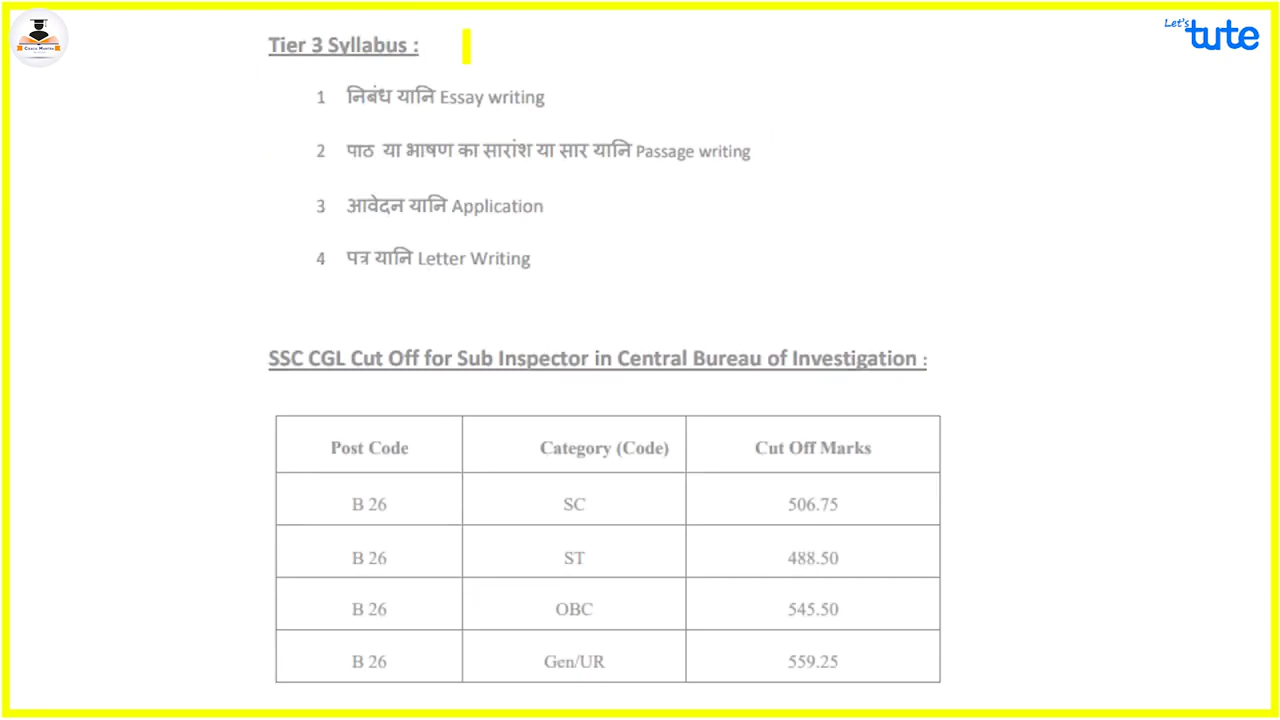 Let's
tute
CRACK MANTRA
Tier 3 Syllabus :
1 निबंध यानि Essay writing
2 पाठ या भाषण का सारांश या सार यानि Passage writing
3 आवेदन यानि Application
4 पत्र यानि Letter Writing
SSC CGL Cut Off for Sub Inspector in Central Bureau of Investigation :
Post Code Category (Code) Cut Off Marks
B 26 SC 506.75
B 26 ST 488.50
B 26 OBC 545.50
B 26 Gen/UR 559.25